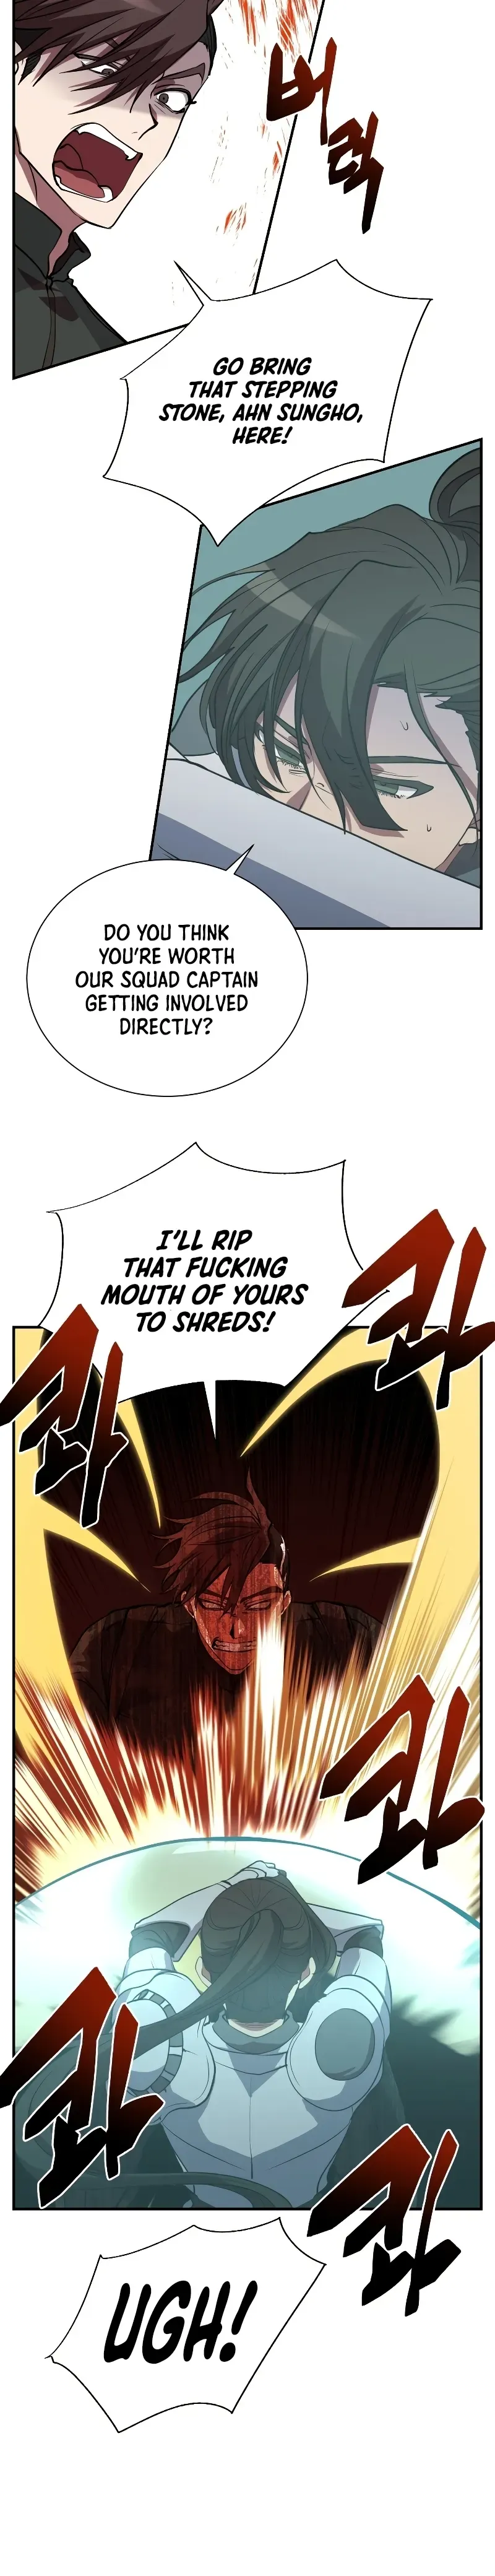 버럭
GO BRING
THAT STEPPING
STONE, AHN SUNGHO,
HERE!
DO YOU THINK
YOU'RE WORTH
OUR SQUAD CAPTAIN
GETTING INVOLVED
DIRECTLY?
I'LL RIP
THAT FUCKING
MOUTH OF YOURS
TO SHREDS!
콰
콰
콰
콰
콰
UGH!